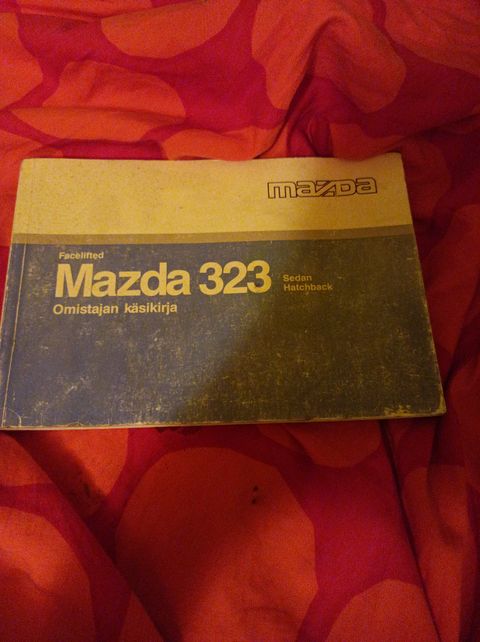 mazda
Facelifted
Mazda 323
Sedan
Hatchback
Omistajan käsikirja